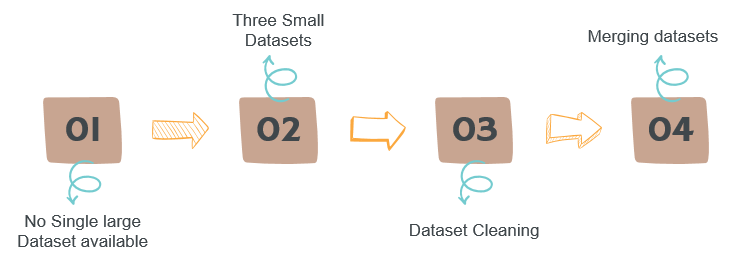 Three Small
Datasets
Merging datasets
01
02
03
04
No Single large
Dataset available
Dataset Cleaning